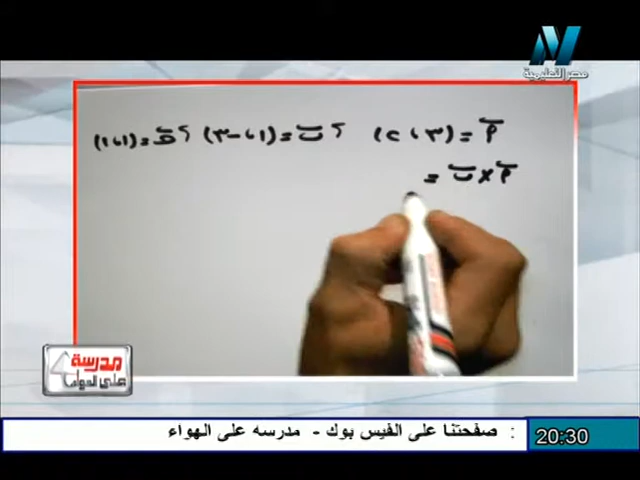 مصر التعليمية
م̄ = (٣ ، ٢) ، ب̄ = (١ ، -٣) ، ج̄ = (١ ، ١)
م̄ × ب̄ =
مدرسة
على الهواء
صفحتنا على الفيس بوك - مدرسه على الهواء :
20:30